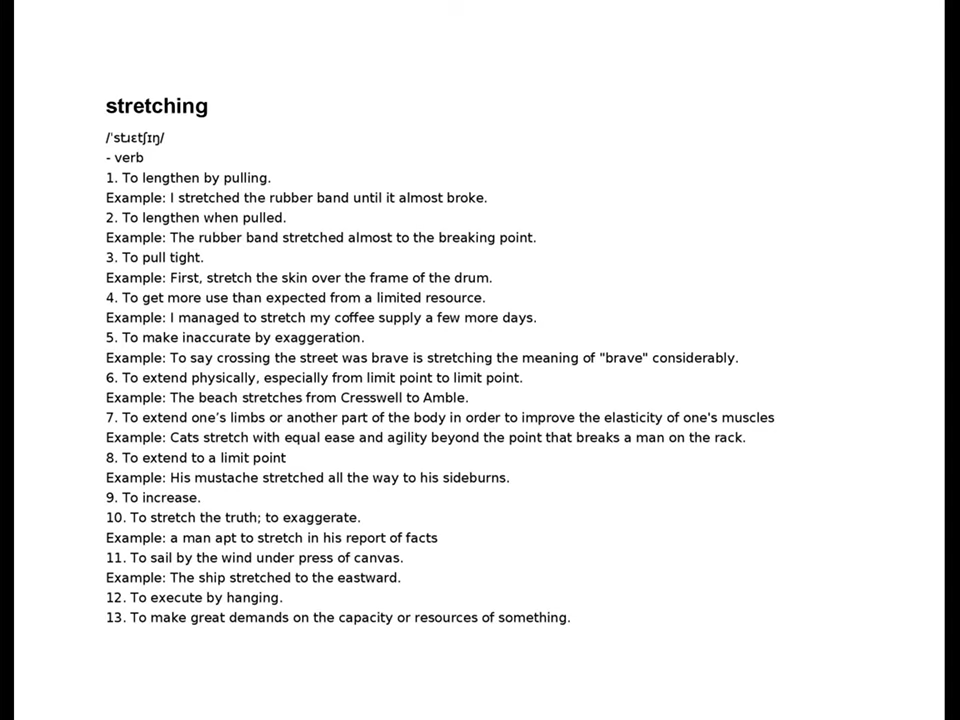 stretching
/ˈstɹɛtʃɪŋ/
- verb
1. To lengthen by pulling.
Example: I stretched the rubber band until it almost broke.
2. To lengthen when pulled.
Example: The rubber band stretched almost to the breaking point.
3. To pull tight.
Example: First, stretch the skin over the frame of the drum.
4. To get more use than expected from a limited resource.
Example: I managed to stretch my coffee supply a few more days.
5. To make inaccurate by exaggeration.
Example: To say crossing the street was brave is stretching the meaning of "brave" considerably.
6. To extend physically, especially from limit point to limit point.
Example: The beach stretches from Cresswell to Amble.
7. To extend one’s limbs or another part of the body in order to improve the elasticity of one's muscles
Example: Cats stretch with equal ease and agility beyond the point that breaks a man on the rack.
8. To extend to a limit point
Example: His mustache stretched all the way to his sideburns.
9. To increase.
10. To stretch the truth; to exaggerate.
Example: a man apt to stretch in his report of facts
11. To sail by the wind under press of canvas.
Example: The ship stretched to the eastward.
12. To execute by hanging.
13. To make great demands on the capacity or resources of something.